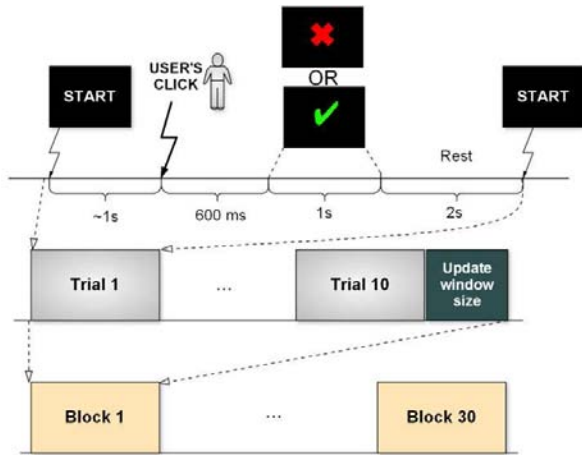 START
USER'S
CLICK
OR
START
Rest
~1s
600 ms
1s
2s
Trial 1
...
Trial 10
Update
window
size
Block 1
...
Block 30